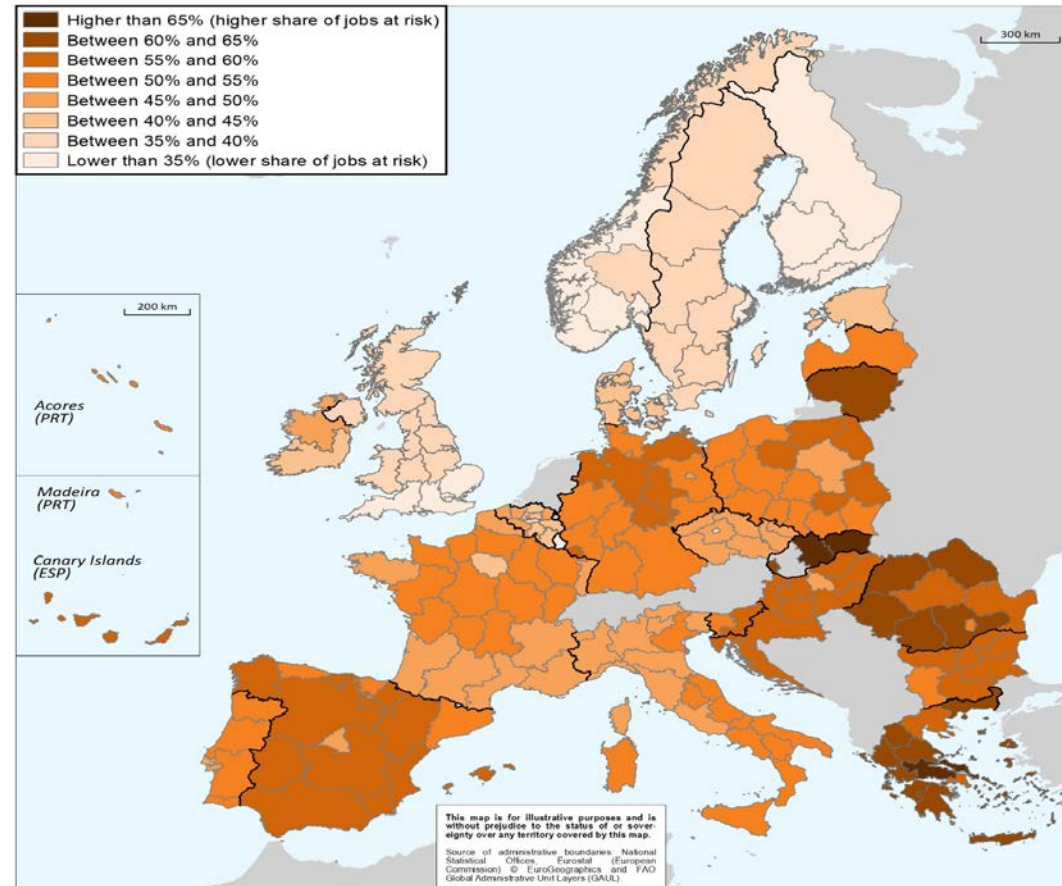 Higher than 65% (higher share of jobs at risk)
Between 60% and 65%
Between 55% and 60%
Between 50% and 55%
Between 45% and 50%
Between 40% and 45%
Between 35% and 40%
Lower than 35% (lower share of jobs at risk)
300 km
200 km
Acores
(PRT)
Madeira
(PRT)
Canary Islands
(ESP)
This map is for illustrative purposes and is
without prejudice to the status of or sover-
eignty over any territory covered by this map.
Source of administrative boundaries: National
Statistical Offices, Eurostat (European
Commission) © EuroGeographics and FAO
Global Administrative Unit Layers (GAUL).